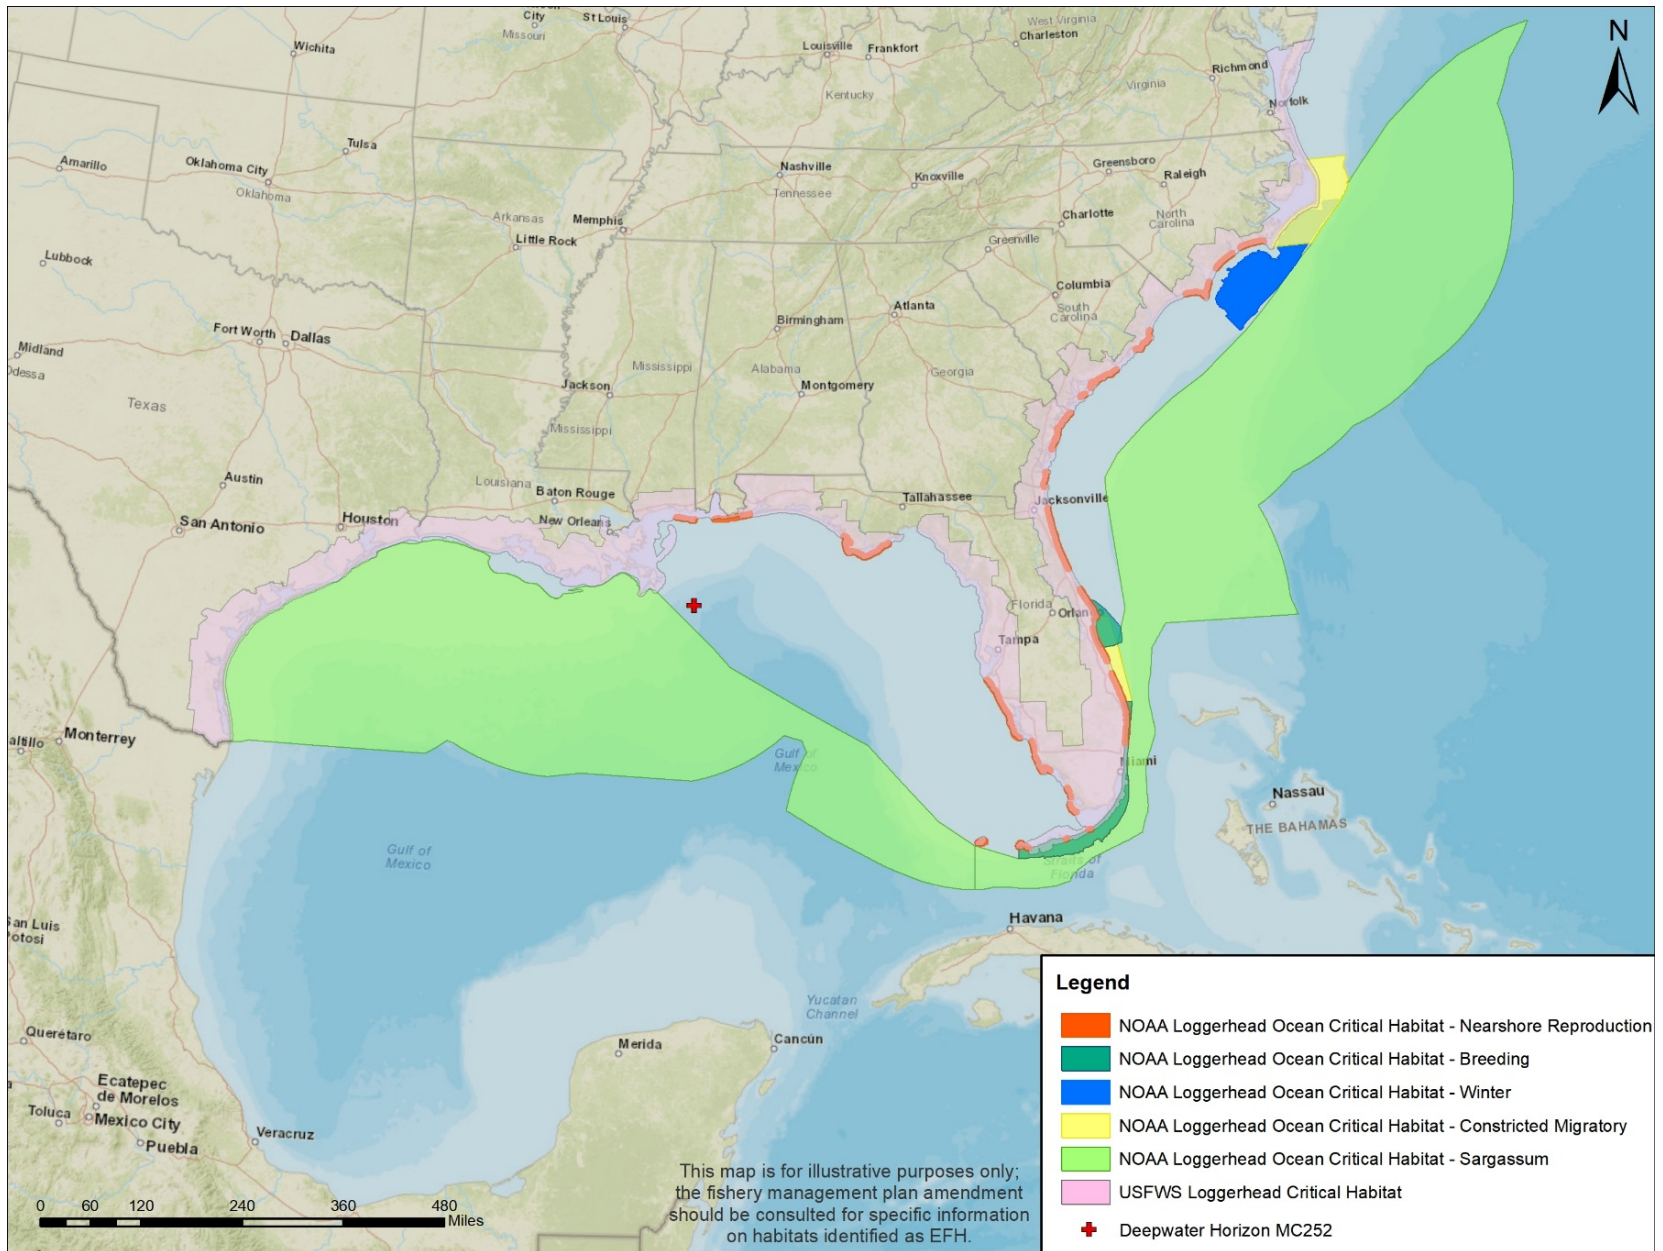 City
St Louis
Missouri
Wichita
Louisville
Frankfort
West Virginia
Charleston
N
Richmond
Kentucky
Virginia
Norfolk
Tulsa
Amarillo
Oklahoma City
Oklahoma
Nashville
Tennessee
Knoxville
Greensboro
Raleigh
Arkansas
Memphis
Little Rock
Charlotte
North
Carolina
Greenville
Lubbock
Columbia
South
Carolina
Atlanta
Birmingham
Fort Worth
Dallas
Midland
Odessa
Mississippi
Alabama
Georgia
Jackson
Montgomery
Texas
Mississippi
Austin
Louisiana
Baton Rouge
Tallahassee
Jacksonville
San Antonio
Houston
New Orleans
Florida
Orlan
Tampa
Monterrey
altillo
Gulf of
Mexico
Miami
Nassau
THE BAHAMAS
Gulf of
Mexico
Straits of
Florida
Havana
San Luis
Potosi
Yucatan
Channel
Querétaro
Merida
Cancún
Ecatepec
de Morelos
Toluca
Mexico City
Puebla
Veracruz
Legend
NOAA Loggerhead Ocean Critical Habitat - Nearshore Reproduction
NOAA Loggerhead Ocean Critical Habitat - Breeding
NOAA Loggerhead Ocean Critical Habitat - Winter
NOAA Loggerhead Ocean Critical Habitat - Constricted Migratory
NOAA Loggerhead Ocean Critical Habitat - Sargassum
USFWS Loggerhead Critical Habitat
Deepwater Horizon MC252
This map is for illustrative purposes only;
the fishery management plan amendment
should be consulted for specific information
on habitats identified as EFH.
0 60 120 240 360 480
Miles